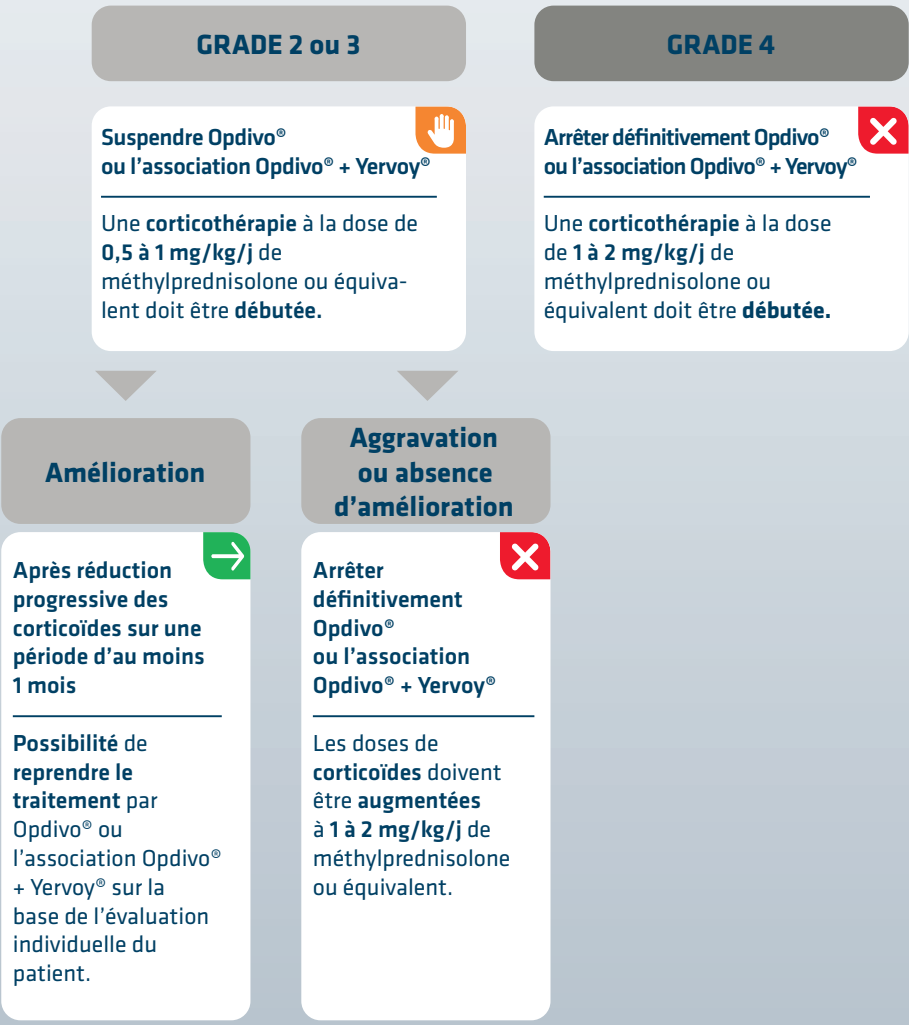 GRADE 2 ou 3
Suspendre Opdivo®
ou l'association Opdivo® + Yervoy®
Une corticothérapie à la dose de
0,5 à 1 mg/kg/j de
méthylprednisolone ou équiva-
lent doit être débutée.
GRADE 4
Arrêter définitivement Opdivo®
ou l'association Opdivo® + Yervoy®
Une corticothérapie à la dose
de 1 à 2 mg/kg/j de
méthylprednisolone ou
équivalent doit être débutée.
Amélioration
Après réduction
progressive des
corticoïdes sur une
période d'au moins
1 mois
Possibilité de
reprendre le
traitement par
Opdivo® ou
l'association Opdivo®
+ Yervoy® sur la
base de l'évaluation
individuelle du
patient.
Aggravation
ou absence
d'amélioration
Arrêter
définitivement
Opdivo®
ou l'association
Opdivo® + Yervoy®
Les doses de
corticoïdes doivent
être augmentées
à 1 à 2 mg/kg/j de
méthylprednisolone
ou équivalent.